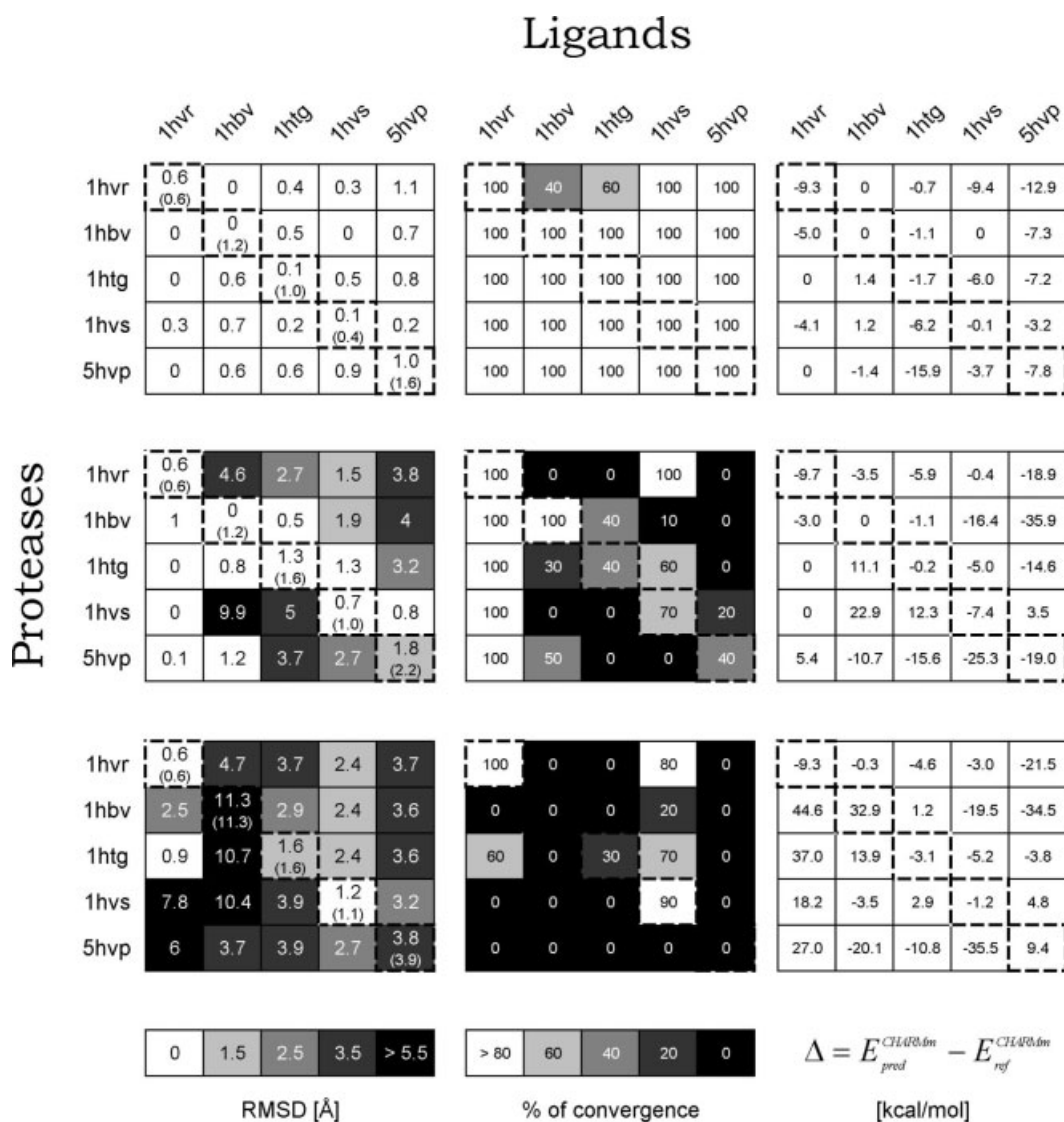 Ligands
1hvr 1hbv 1htg 1hvs 5hvp 1hvr 1hbv 1htg 1hvs 5hvp 1hvr 1hbv 1htg 1hvs 5hvp
Proteases
1hvr 0.6 (0.6) 0 0.4 0.3 1.1 100 40 60 100 100 -9.3 0 -0.7 -9.4 -12.9
1hbv 0 0 (1.2) 0.5 0 0.7 100 100 100 100 100 -5.0 0 -1.1 0 -7.3
1htg 0 0.6 0.1 (1.0) 0.5 0.8 100 100 100 100 100 0 1.4 -1.7 -6.0 -7.2
1hvs 0.3 0.7 0.2 0.1 (0.4) 0.2 100 100 100 100 100 -4.1 1.2 -6.2 -0.1 -3.2
5hvp 0 0.6 0.6 0.9 1.0 (1.6) 100 100 100 100 100 0 -1.4 -15.9 -3.7 -7.8
1hvr 0.6 (0.6) 4.6 2.7 1.5 3.8 100 0 0 100 0 -9.7 -3.5 -5.9 -0.4 -18.9
1hbv 1 0 (1.2) 0.5 1.9 4 100 100 40 10 0 -3.0 0 -1.1 -16.4 -35.9
1htg 0 0.8 1.3 (1.6) 1.3 3.2 100 30 40 60 0 0 11.1 -0.2 -5.0 -14.6
1hvs 0 9.9 5 0.7 (1.0) 0.8 100 0 0 70 20 0 22.9 12.3 -7.4 3.5
5hvp 0.1 1.2 3.7 2.7 1.8 (2.2) 100 50 0 0 40 5.4 -10.7 -15.6 -25.3 -19.0
1hvr 0.6 (0.6) 4.7 3.7 2.4 3.7 100 0 0 80 0 -9.3 -0.3 -4.6 -3.0 -21.5
1hbv 2.5 11.3 (11.3) 2.9 2.4 3.6 0 0 0 20 0 44.6 32.9 1.2 -19.5 -34.5
1htg 0.9 10.7 1.6 (1.6) 2.4 3.6 60 0 30 70 0 37.0 13.9 -3.1 -5.2 -3.8
1hvs 7.8 10.4 3.9 1.2 (1.1) 3.2 0 0 0 90 0 18.2 -3.5 2.9 -1.2 4.8
5hvp 6 3.7 3.9 2.7 3.8 (3.9) 0 0 0 0 0 27.0 -20.1 -10.8 -35.5 9.4
0 1.5 2.5 3.5 > 5.5 > 80 60 40 20 0 Δ = E_pred^CHARMm − E_ref^CHARMm
RMSD [Å] % of convergence [kcal/mol]